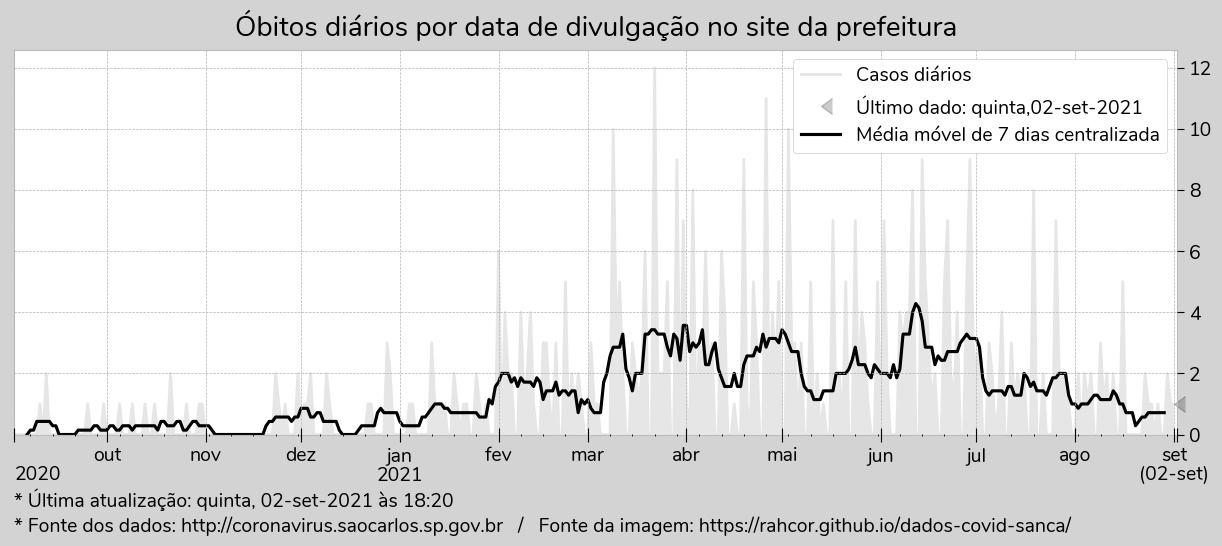 Óbitos diários por data de divulgação no site da prefeitura
Casos diários
Último dado: quinta,02-set-2021
Média móvel de 7 dias centralizada
12
10
8
6
4
2
0
out nov dez jan fev mar abr mai jun jul ago set
2020 2021 (02-set)
* Última atualização: quinta, 02-set-2021 às 18:20
* Fonte dos dados: http://coronavirus.saocarlos.sp.gov.br / Fonte da imagem: https://rahcor.github.io/dados-covid-sanca/